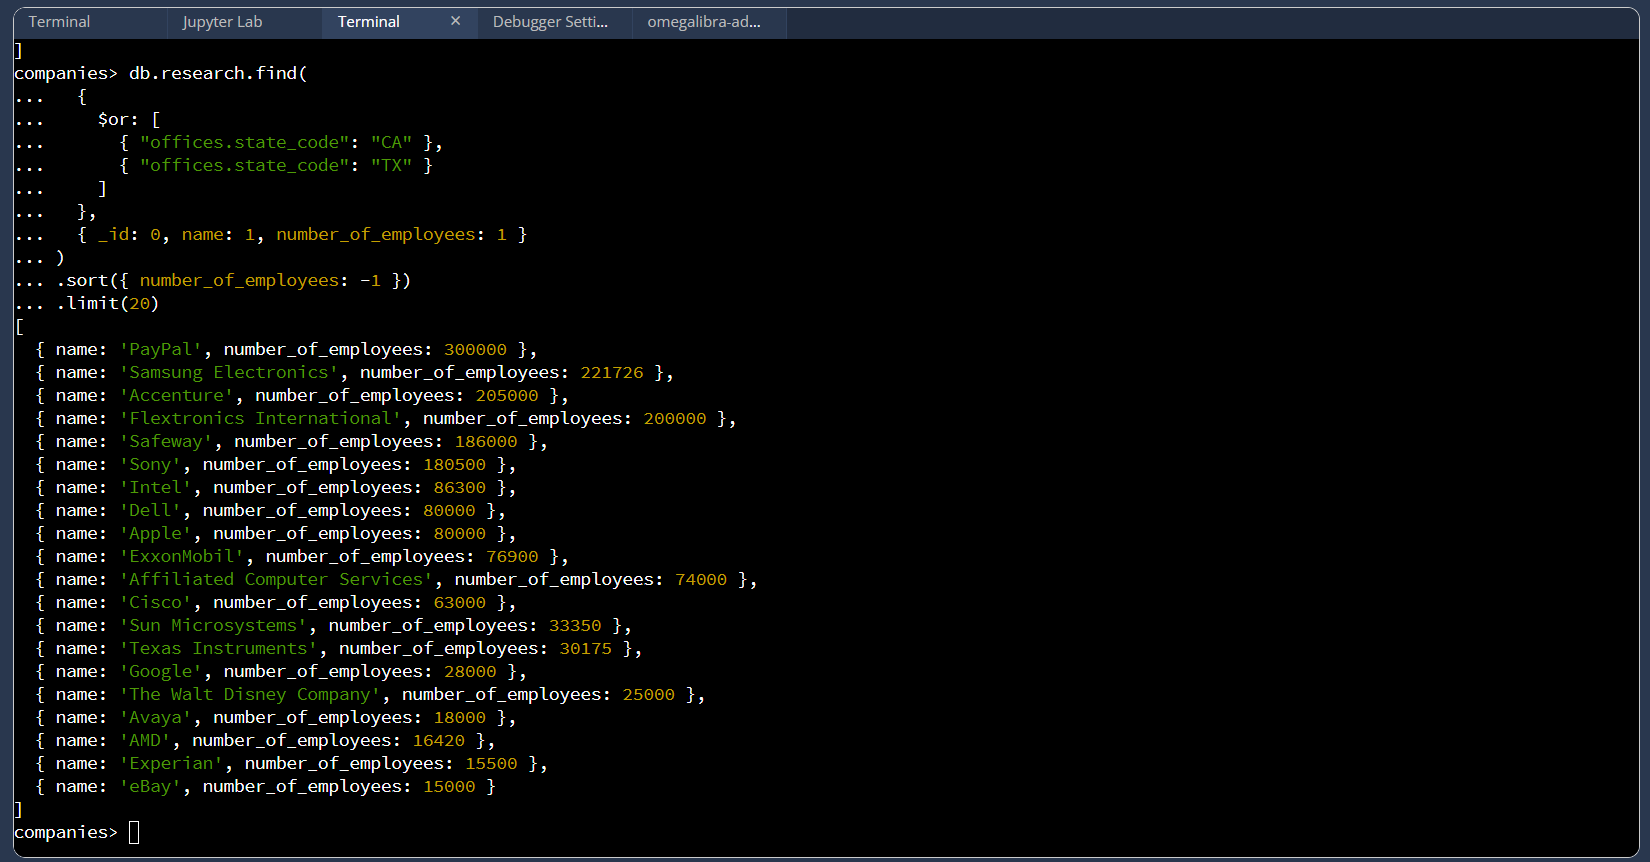 Terminal Jupyter Lab Terminal × Debugger Setti... omegalibra-ad...
]
companies> db.research.find(
...   {
...     $or: [
...       { "offices.state_code": "CA" },
...       { "offices.state_code": "TX" }
...     ]
...   },
...   { _id: 0, name: 1, number_of_employees: 1 }
... )
... .sort({ number_of_employees: -1 })
... .limit(20)
[
  { name: 'PayPal', number_of_employees: 300000 },
  { name: 'Samsung Electronics', number_of_employees: 221726 },
  { name: 'Accenture', number_of_employees: 205000 },
  { name: 'Flextronics International', number_of_employees: 200000 },
  { name: 'Safeway', number_of_employees: 186000 },
  { name: 'Sony', number_of_employees: 180500 },
  { name: 'Intel', number_of_employees: 86300 },
  { name: 'Dell', number_of_employees: 80000 },
  { name: 'Apple', number_of_employees: 80000 },
  { name: 'ExxonMobil', number_of_employees: 76900 },
  { name: 'Affiliated Computer Services', number_of_employees: 74000 },
  { name: 'Cisco', number_of_employees: 63000 },
  { name: 'Sun Microsystems', number_of_employees: 33350 },
  { name: 'Texas Instruments', number_of_employees: 30175 },
  { name: 'Google', number_of_employees: 28000 },
  { name: 'The Walt Disney Company', number_of_employees: 25000 },
  { name: 'Avaya', number_of_employees: 18000 },
  { name: 'AMD', number_of_employees: 16420 },
  { name: 'Experian', number_of_employees: 15500 },
  { name: 'eBay', number_of_employees: 15000 }
]
companies>